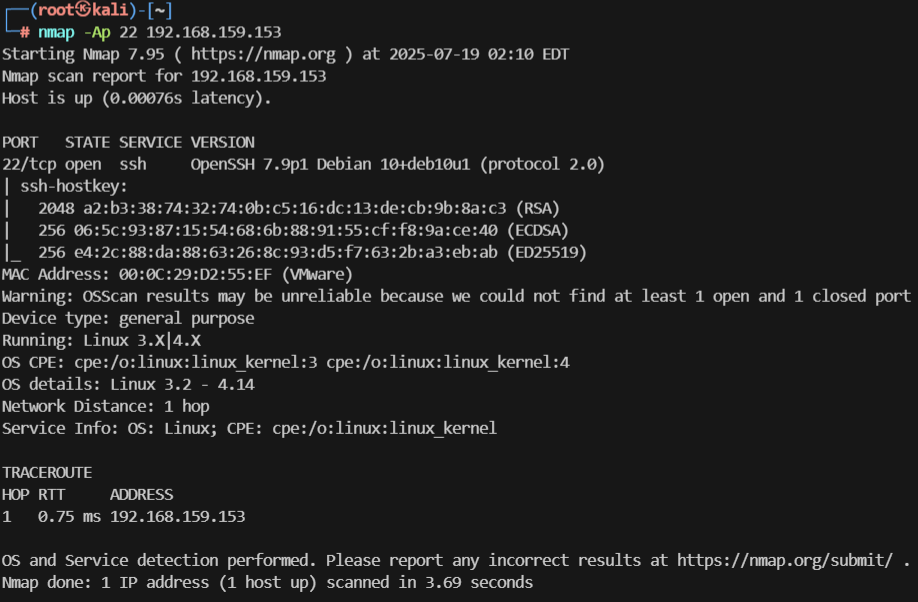 ┌──(root㉿kali)-[~]
└─# nmap -Ap 22 192.168.159.153
Starting Nmap 7.95 ( https://nmap.org ) at 2025-07-19 02:10 EDT
Nmap scan report for 192.168.159.153
Host is up (0.00076s latency).

PORT   STATE SERVICE VERSION
22/tcp open  ssh     OpenSSH 7.9p1 Debian 10+deb10u1 (protocol 2.0)
| ssh-hostkey:
|   2048 a2:b3:38:74:32:74:0b:c5:16:dc:13:de:cb:9b:8a:c3 (RSA)
|   256 06:5c:93:87:15:54:68:6b:88:91:55:cf:f8:9a:ce:40 (ECDSA)
|_  256 e4:2c:88:da:88:63:26:8c:93:d5:f7:63:2b:a3:eb:ab (ED25519)
MAC Address: 00:0C:29:D2:55:EF (VMware)
Warning: OSScan results may be unreliable because we could not find at least 1 open and 1 closed port
Device type: general purpose
Running: Linux 3.X|4.X
OS CPE: cpe:/o:linux:linux_kernel:3 cpe:/o:linux:linux_kernel:4
OS details: Linux 3.2 - 4.14
Network Distance: 1 hop
Service Info: OS: Linux; CPE: cpe:/o:linux:linux_kernel

TRACEROUTE
HOP RTT     ADDRESS
1   0.75 ms 192.168.159.153

OS and Service detection performed. Please report any incorrect results at https://nmap.org/submit/ .
Nmap done: 1 IP address (1 host up) scanned in 3.69 seconds